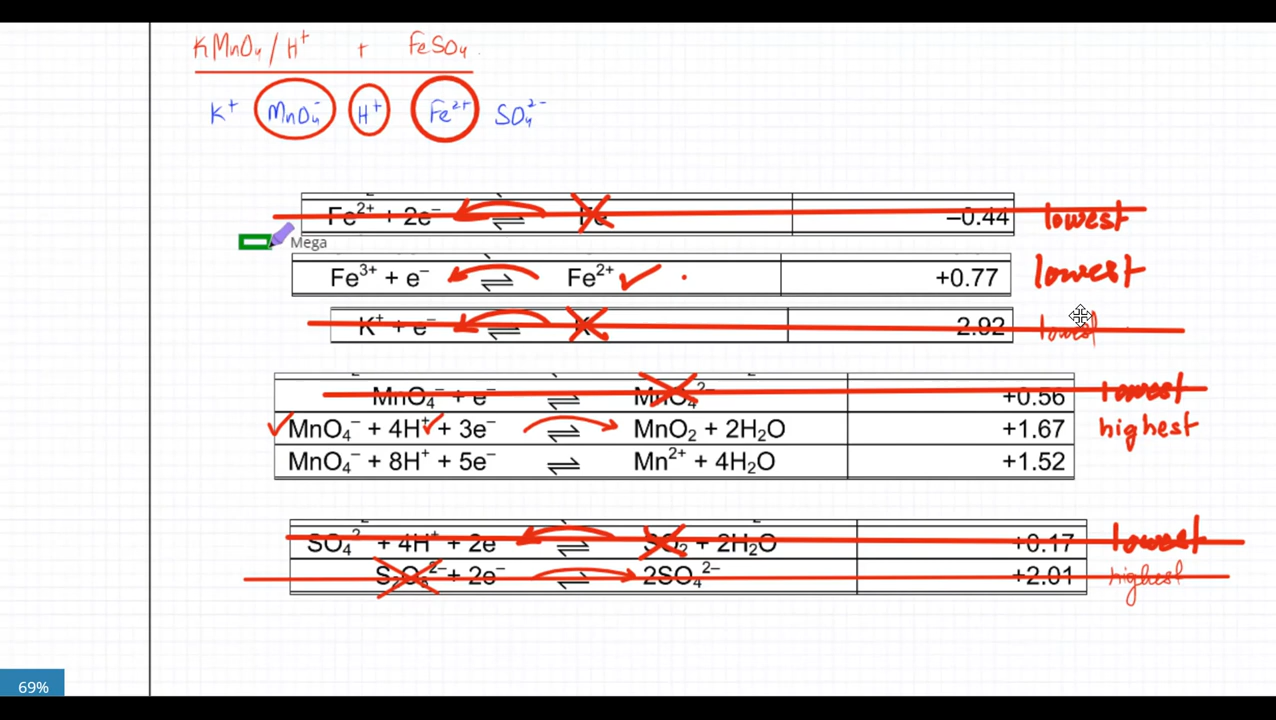 KMnO₄/H⁺ + FeSO₄
K⁺ MnO₄⁻ H⁺ Fe²⁺ SO₄²⁻
Fe²⁺ + 2e⁻ ⇌ Fe –0.44 lowest
Mega
Fe³⁺ + e⁻ ⇌ Fe²⁺ ✓ +0.77 lowest
K⁺ + e⁻ ⇌ K 2.92 lowest
MnO₄⁻ + e⁻ ⇌ MnO₄²⁻ +0.56 lowest
✓ MnO₄⁻ + 4H⁺ ✓ + 3e⁻ ⇌ MnO₂ + 2H₂O +1.67 highest
MnO₄⁻ + 8H⁺ + 5e⁻ ⇌ Mn²⁺ + 4H₂O +1.52
SO₄²⁻ + 4H⁺ + 2e⁻ ⇌ SO₂ + 2H₂O +0.17 lowest
S₂O₈²⁻ + 2e⁻ ⇌ 2SO₄²⁻ +2.01 highest
69%